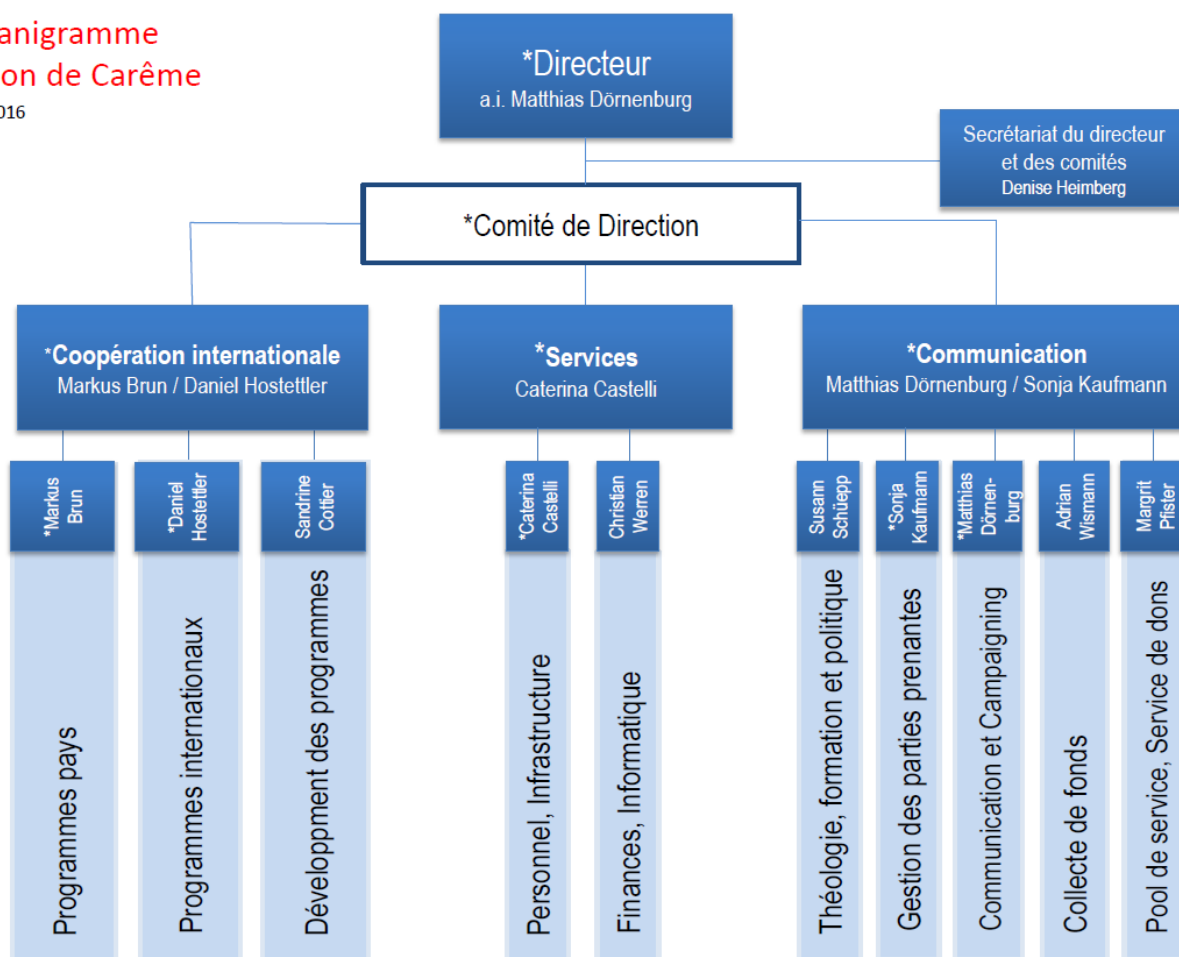 anigramme
on de Carême
016
*Directeur
a.i. Matthias Dörnenburg
Secrétariat du directeur
et des comités
Denise Heimberg
*Comité de Direction
*Coopération internationale
Markus Brun / Daniel Hostettler
*Services
Caterina Castelli
*Communication
Matthias Dörnenburg / Sonja Kaufmann
*Markus
Brun
*Daniel
Hostettler
Sandrine
Cottier
*Caterina
Castelli
Christian
Werren
Susann
Schüepp
*Sonja
Kaufmann
*Matthias
Dörnen-
burg
Adrian
Wismann
Margrit
Pfister
Programmes pays
Programmes internationaux
Développment des programmes
Personnel, Infrastructure
Finances, Informatique
Théologie, formation et politique
Gestion des parties prenantes
Communication et Campaigning
Collecte de fonds
Pool de service, Service de dons